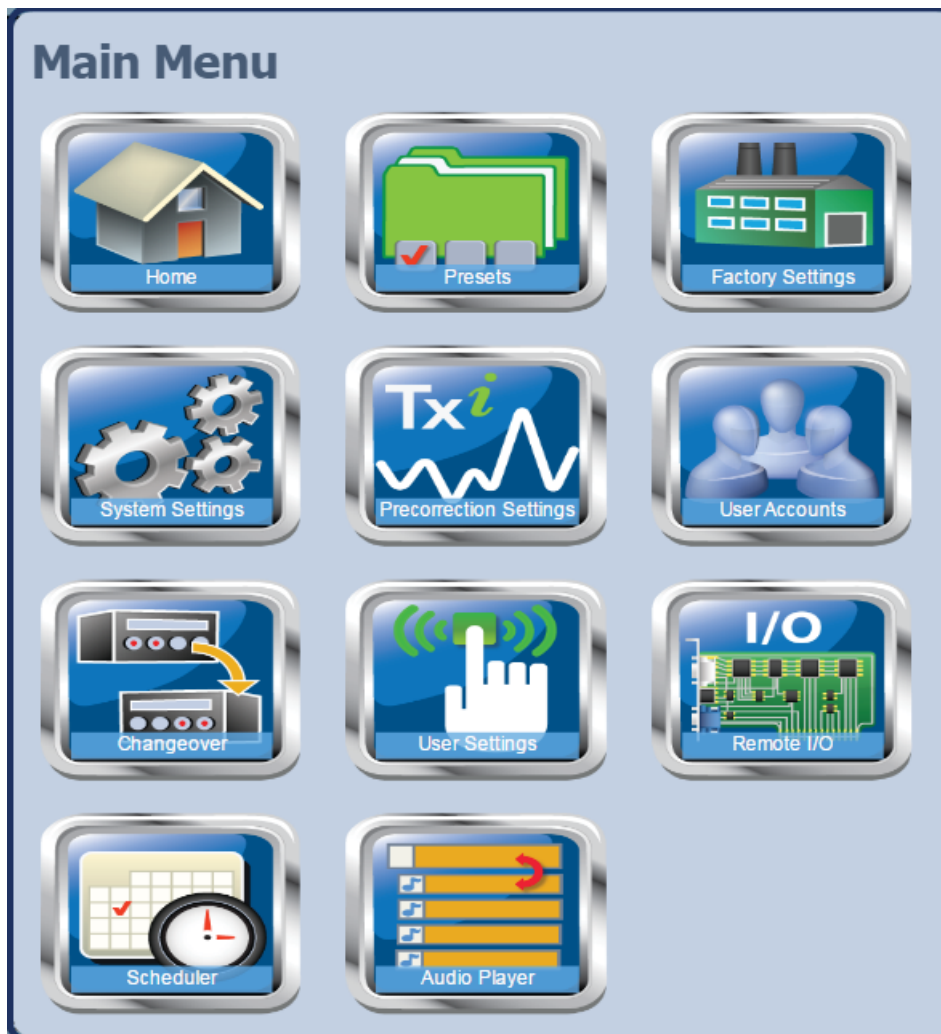 Main Menu
Home
Presets
Factory Settings
System Settings
Txi
Precorrection Settings
User Accounts
Changeover
User Settings
I/O
Remote I/O
Scheduler
Audio Player